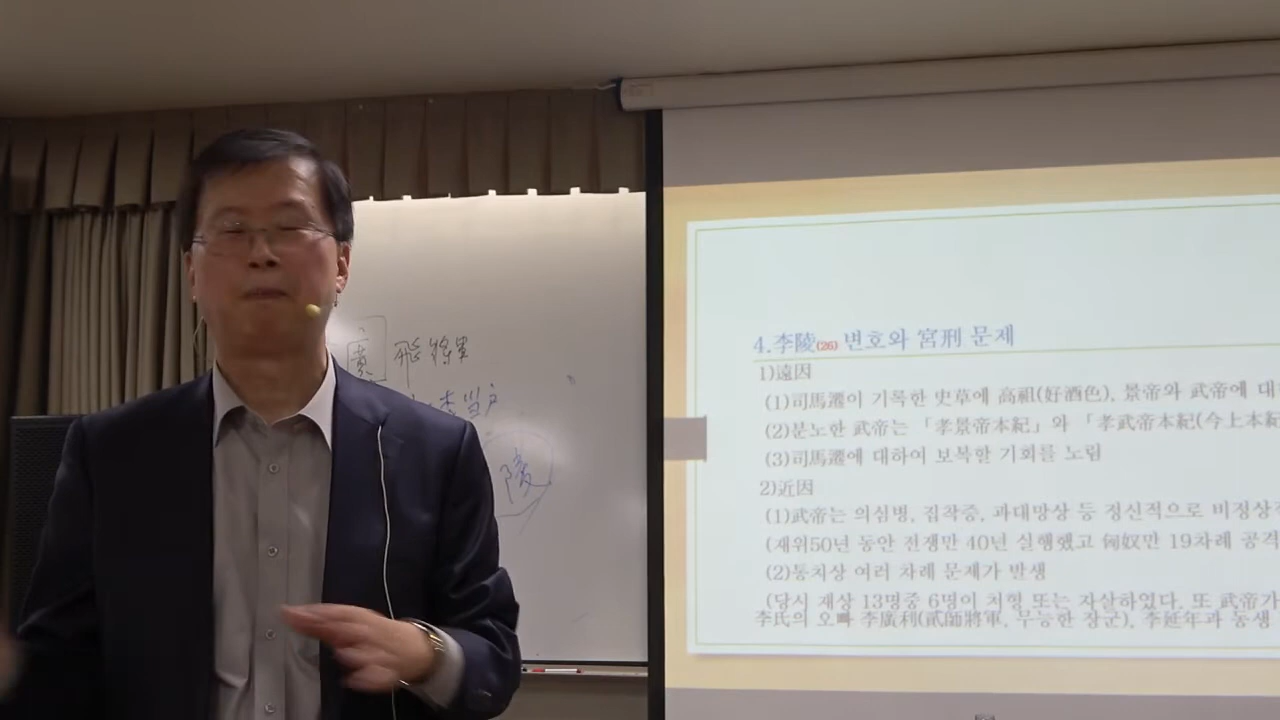 飛
李当戶
陵
4.李陵(26) 변호와 宮刑 문제
1)遠因
(1)司馬遷이 기록한 史草에 高祖(好酒色), 景帝와 武帝에 대
(2)분노한 武帝는 「孝景帝本紀」와 「孝武帝本紀(今上本紀
(3)司馬遷에 대하여 보복한 기회를 노림
2)近因
(1)武帝는 의심병, 집착증, 과대망상 등 정신적으로 비정상적
(재위50년 동안 전쟁만 40년 실행했고 匈奴만 19차례 공격
(2)통치상 여러 차례 문제가 발생
(당시 재상 13명중 6명이 처형 또는 자살하였다. 또 武帝가
李氏의 오빠 李廣利(貳師將軍, 무능한 장군), 李延年과 동생